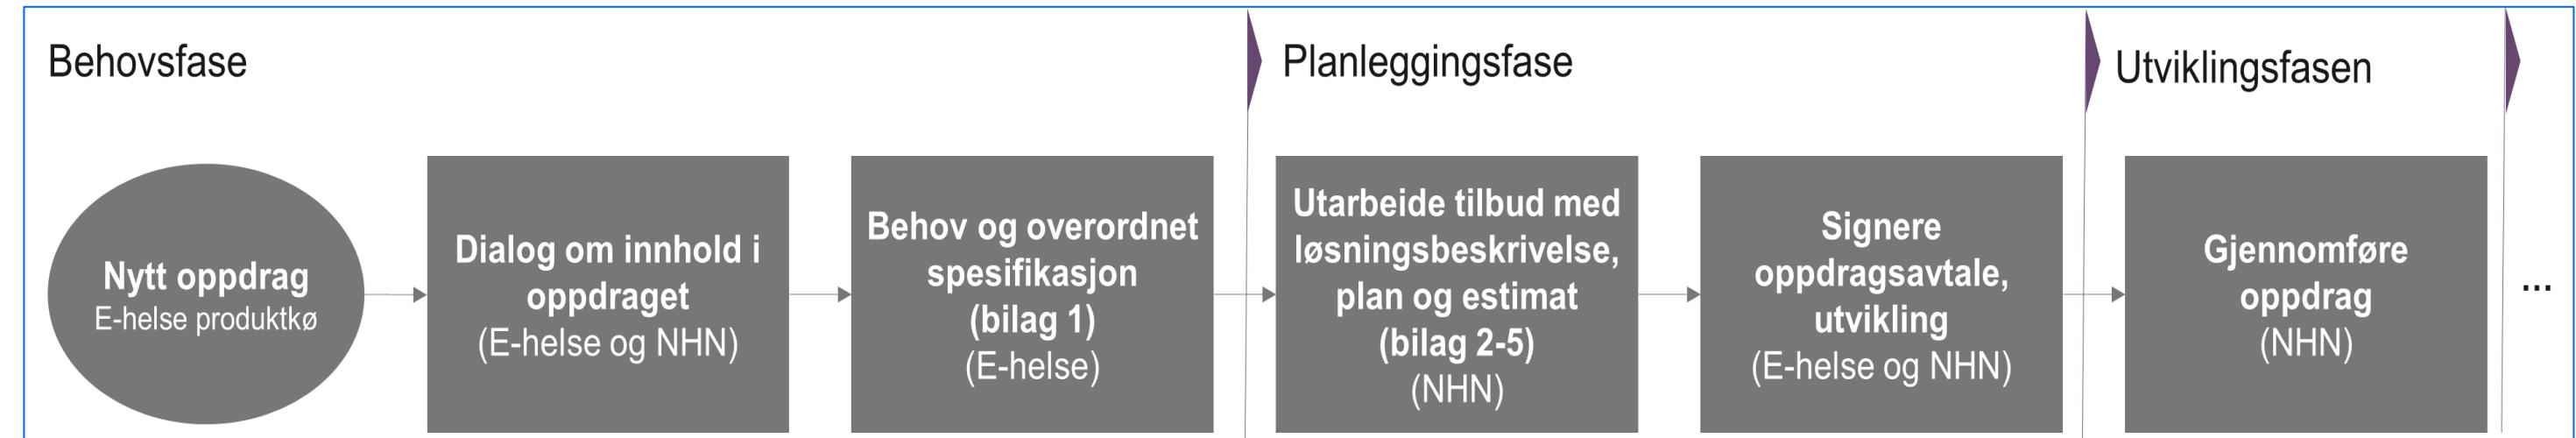 Behovsfase
Planleggingsfase
Utviklingsfasen
Nytt oppdrag
E-helse produktkø
Dialog om innhold i
oppdraget
(E-helse og NHN)
Behov og overordnet
spesifikasjon
(bilag 1)
(E-helse)
Utarbeide tilbud med
løsningsbeskrivelse,
plan og estimat
(bilag 2-5)
(NHN)
Signere
oppdragsavtale,
utvikling
(E-helse og NHN)
Gjennomføre
oppdrag
(NHN)
...